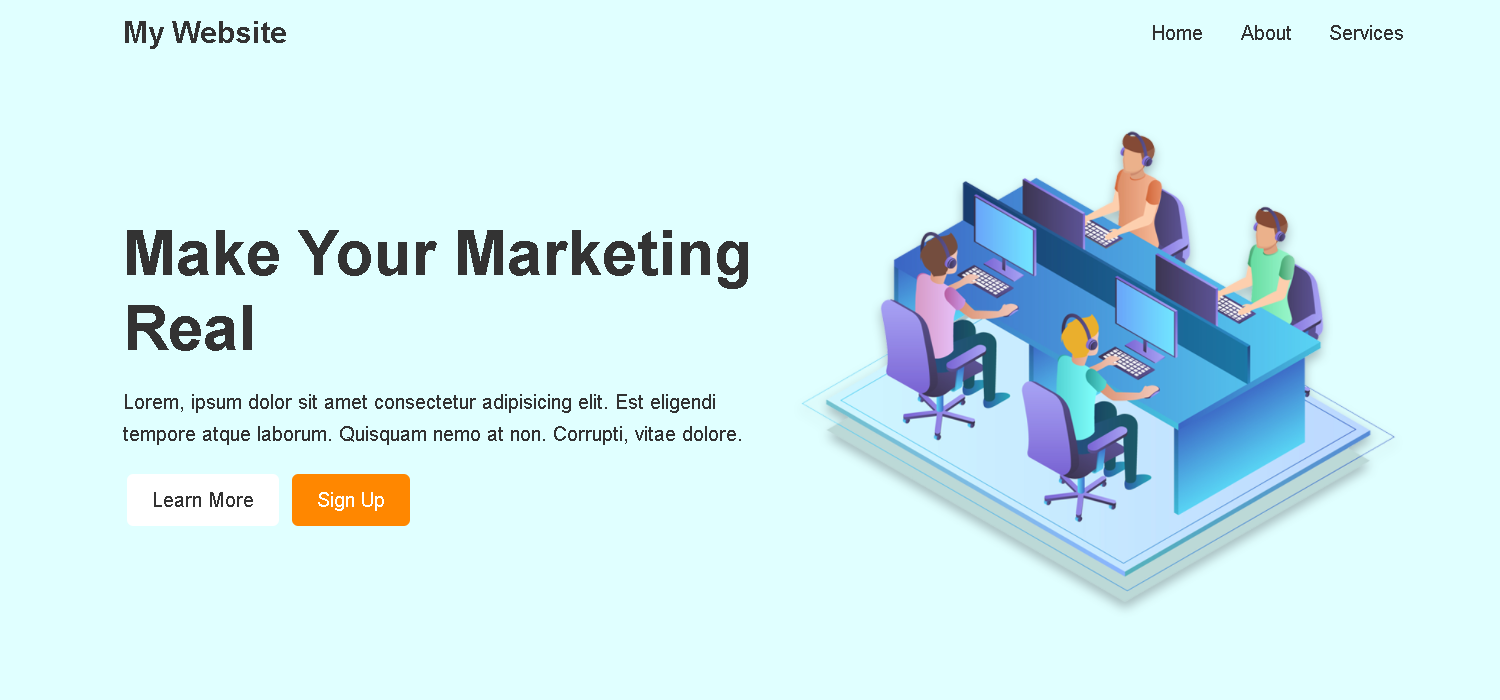 My Website
Home About Services
Make Your Marketing
Real
Lorem, ipsum dolor sit amet consectetur adipisicing elit. Est eligendi
tempore atque laborum. Quisquam nemo at non. Corrupti, vitae dolore.
Learn More Sign Up